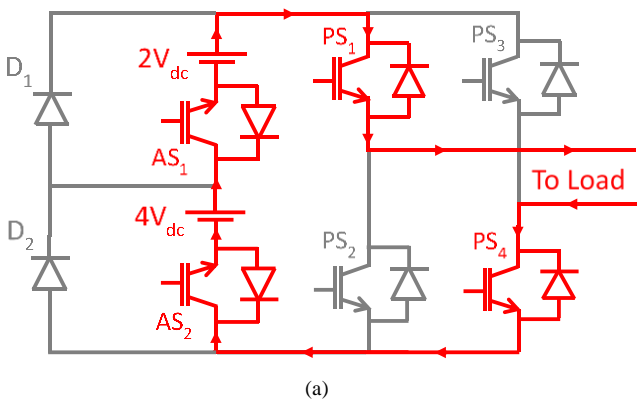 D1
2Vdc
AS1
PS1
PS3
To Load
D2
4Vdc
AS2
PS2
PS4
(a)